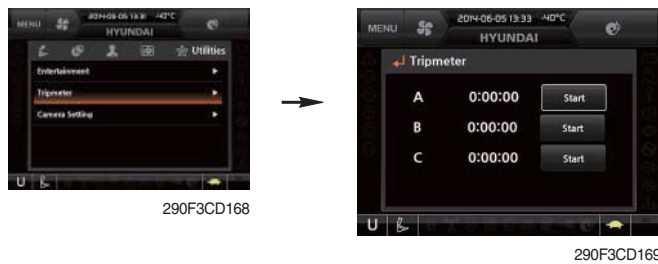 MENU 2014-06-05 13:31 -40°C
HYUNDAI
Utilities
Entertainment
Tripmeter
Camera Setting
U
290F3CD168
MENU 2014-06-05 13:33 -40°C
HYUNDAI
Tripmeter
A 0:00:00 Start
B 0:00:00 Start
C 0:00:00 Start
U
290F3CD169